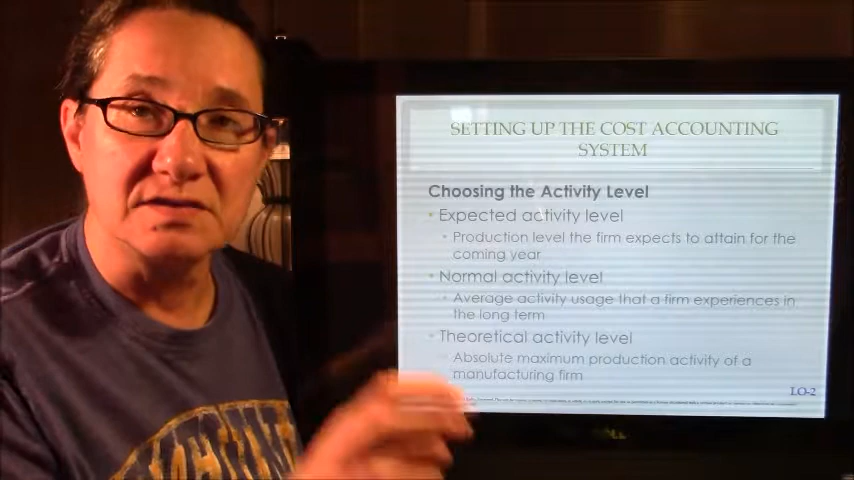 SETTING UP THE COST ACCOUNTING
SYSTEM
Choosing the Activity Level
• Expected activity level
• Production level the firm expects to attain for the
coming year
• Normal activity level
• Average activity usage that a firm experiences in
the long term
• Theoretical activity level
Absolute maximum production activity of a
manufacturing firm
LO-2
DELL